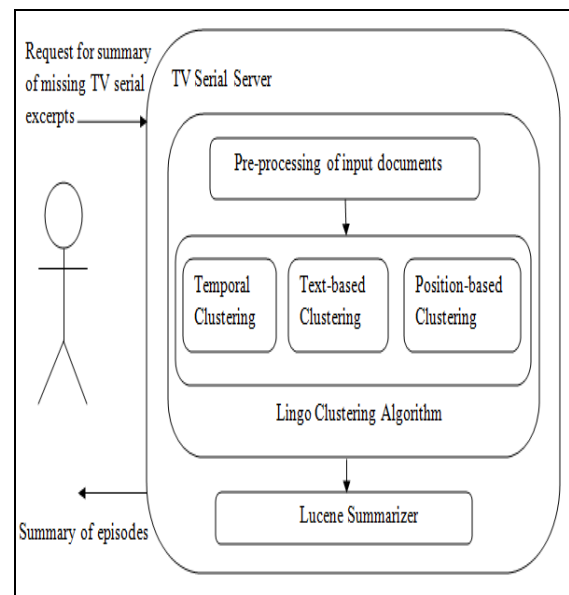 Request for summary
of missing TV serial
excerpts
TV Serial Server
Pre-processing of input documents
Temporal
Clustering
Text-based
Clustering
Position-based
Clustering
Lingo Clustering Algorithm
Lucene Summarizer
Summary of episodes